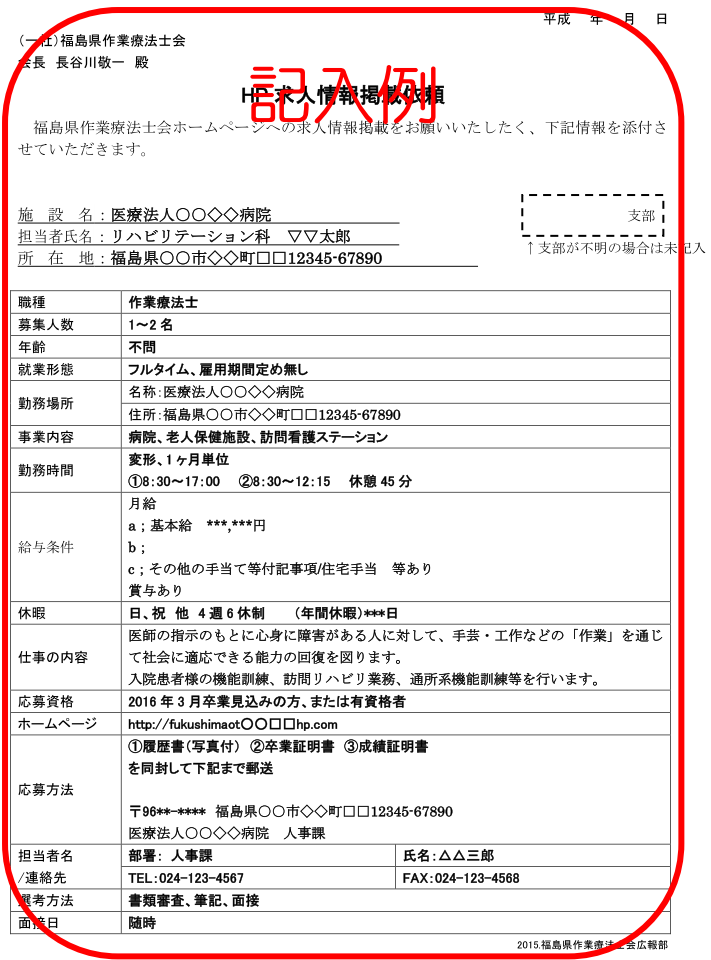 平成　年　月　日
（一社）福島県作業療法士会
会長 長谷川敬一 殿
記入例
HP 求人情報掲載依頼
福島県作業療法士会ホームページへの求人情報掲載をお願いいたしたく、下記情報を添付さ
せていただきます。
施　設　名：医療法人〇〇◇◇病院
支部
担当者氏名：リハビリテーション科　▽▽太郎
↑支部が不明の場合は未記入
所　在　地：福島県〇〇市◇◇町□□12345-67890
職種 作業療法士
募集人数 1～2 名
年齢 不問
就業形態 フルタイム、雇用期間定め無し
勤務場所 名称：医療法人〇〇◇◇病院
住所：福島県〇〇市◇◇町□□12345-67890
事業内容 病院、老人保健施設、訪問看護ステーション
勤務時間 変形、1 ヶ月単位
①8：30～17：00　②8：30～12：15　休憩 45 分
給与条件 月給
a；基本給　***,***円
b；
c；その他の手当て等付記事項/住宅手当　等あり
賞与あり
休暇 日、祝 他 4 週 6 休制　（年間休暇）***日
仕事の内容 医師の指示のもとに心身に障害がある人に対して、手芸・工作などの「作業」を通じ
て社会に適応できる能力の回復を図ります。
入院患者様の機能訓練、訪問リハビリ業務、通所系機能訓練等を行います。
応募資格 2016 年 3 月卒業見込みの方、または有資格者
ホームページ http://fukushimaot〇〇□□hp.com
応募方法 ①履歴書（写真付） ②卒業証明書 ③成績証明書
を同封して下記まで郵送
〒96**-**** 福島県〇〇市◇◇町□□12345-67890
医療法人〇〇◇◇病院　人事課
担当者名 部署： 人事課 氏名：△△三郎
/連絡先 TEL：024-123-4567 FAX：024-123-4568
選考方法 書類審査、筆記、面接
面接日 随時
2015.福島県作業療法士会広報部